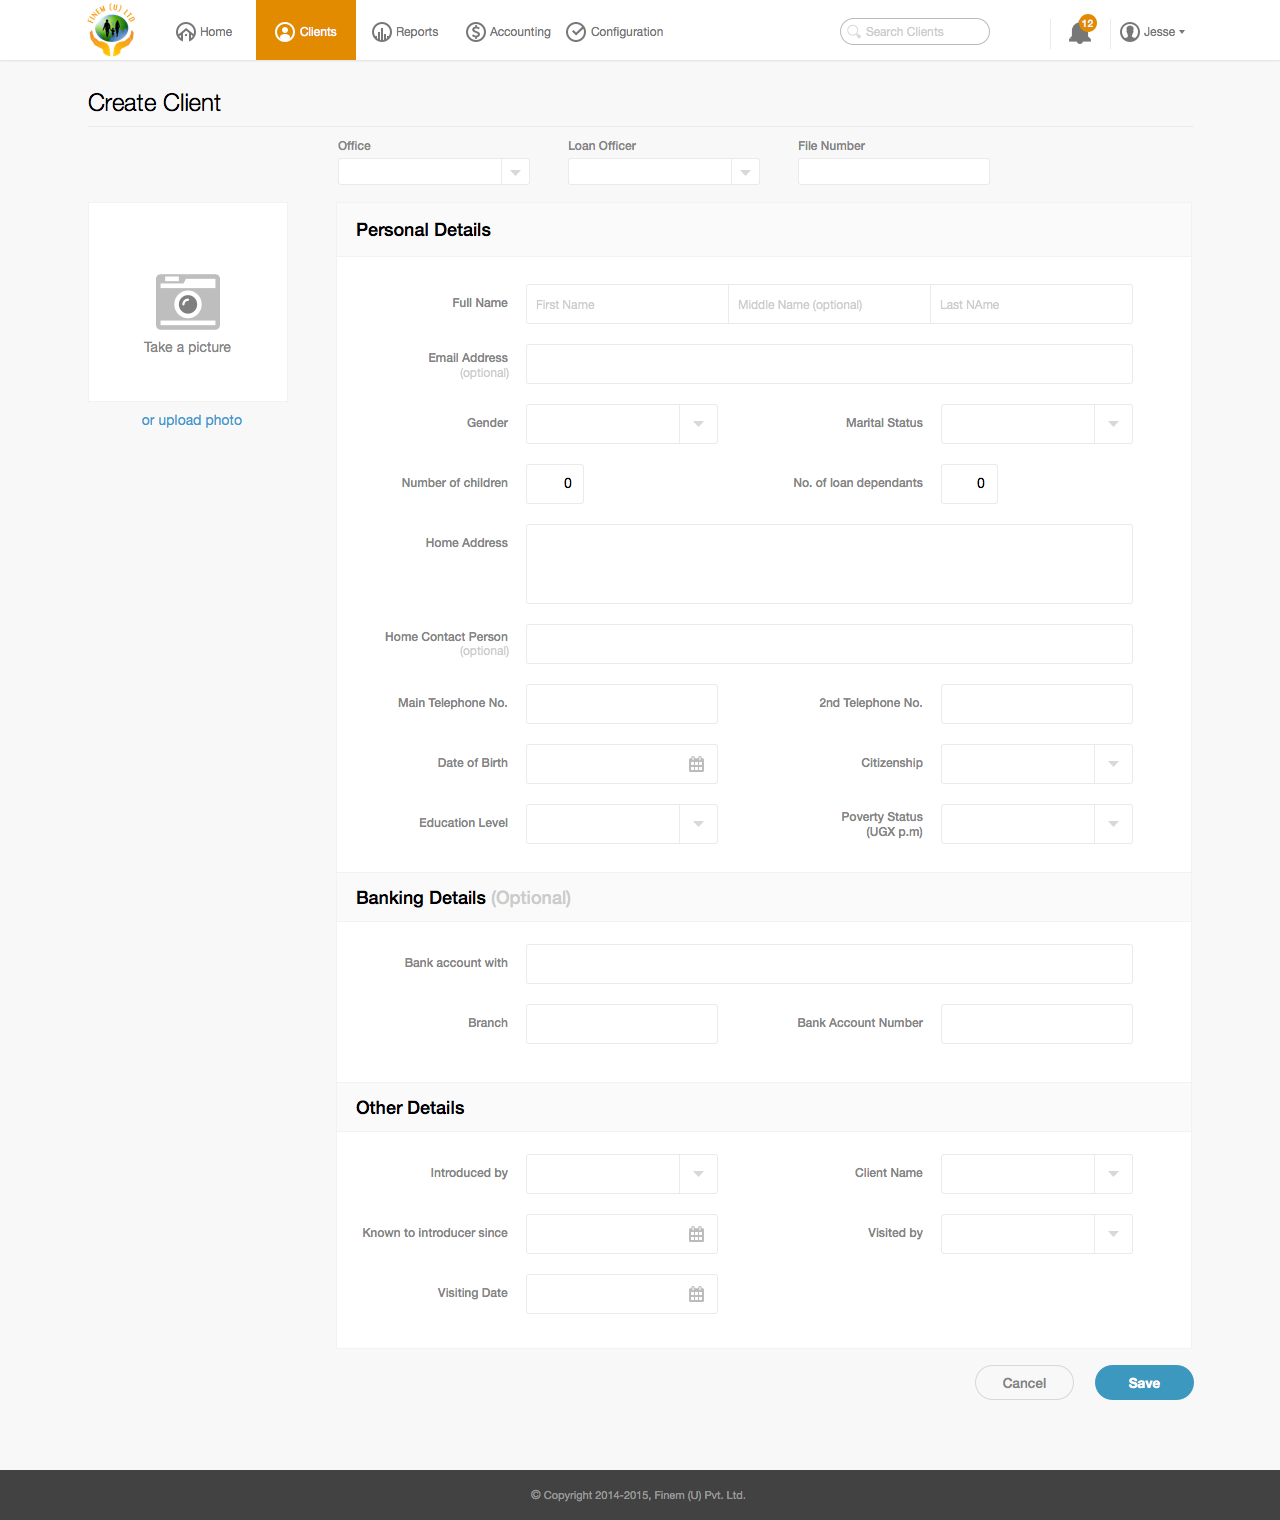 FINEM (U) LTD
Home
Clients
Reports
Accounting
Configuration
Search Clients
12
Jesse
Create Client
Office
Loan Officer
File Number
Take a picture
or upload photo
Personal Details
Full Name
First Name
Middle Name (optional)
Last NAme
Email Address
(optional)
Gender
Marital Status
Number of children
0
No. of loan dependants
0
Home Address
Home Contact Person
(optional)
Main Telephone No.
2nd Telephone No.
Date of Birth
Citizenship
Education Level
Poverty Status
(UGX p.m)
Banking Details (Optional)
Bank account with
Branch
Bank Account Number
Other Details
Introduced by
Client Name
Known to introducer since
Visited by
Visiting Date
Cancel
Save
© Copyright 2014-2015, Finem (U) Pvt. Ltd.